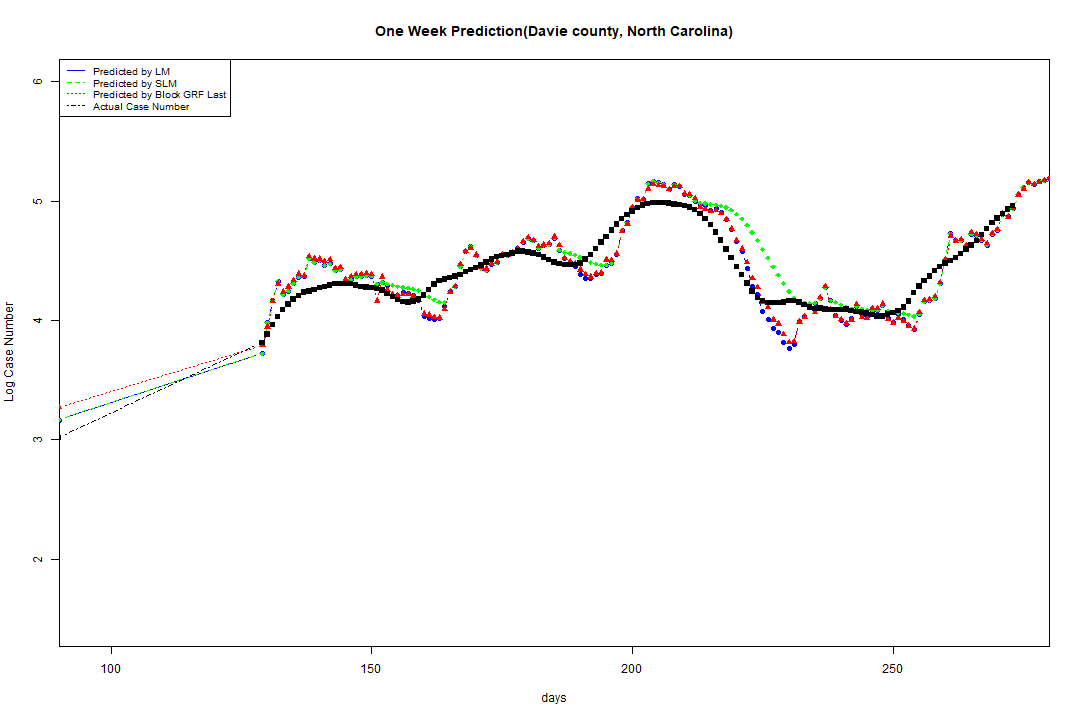 One Week Prediction(Davie county, North Carolina)
Predicted by LM
Predicted by SLM
Predicted by Block GRF Last
Actual Case Number
6
5
4
3
2
Log Case Number
100 150 200 250
days